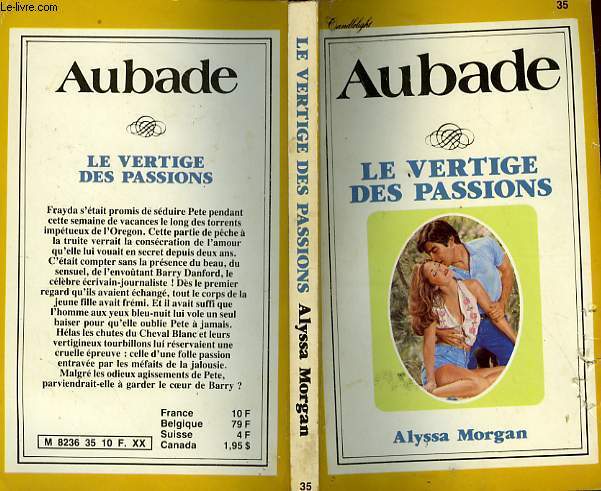 Le-livre.com
Aubade
LE VERTIGE
DES PASSIONS
Frayda s'était promis de séduire Pete pendant
cette semaine de vacances le long des torrents
impétueux de l'Oregon. Cette partie de pêche à
la truite verrait la consécration de l'amour
qu'elle lui vouait en secret depuis deux ans.
C'était compter sans la présence du beau, du
sensuel, de l'envoûtant Barry Danford, le
célèbre écrivain-journaliste ! Dès le premier
regard qu'ils avaient échangé, tout le corps de la
jeune fille avait frémi. Et il avait suffi que
l'homme aux yeux bleu-nuit lui vole un seul
baiser pour qu'elle oublie Pete à jamais.
Hélas les chutes du Cheval Blanc et leurs
vertigineux tourbillons lui réservaient une
cruelle épreuve : celle d'une folle passion
entravée par les méfaits de la jalousie.
Malgré les odieux agissements de Pete,
parviendrait-elle à garder le cœur de Barry ?
M 8236 35 10 F. XX
France 10 F
Belgique 79 F
Suisse 4 F
Canada 1,95 $
LE VERTIGE DES PASSIONS Alyssa Morgan
35
35
Candlelight
Aubade
LE VERTIGE
DES PASSIONS
Alyssa Morgan